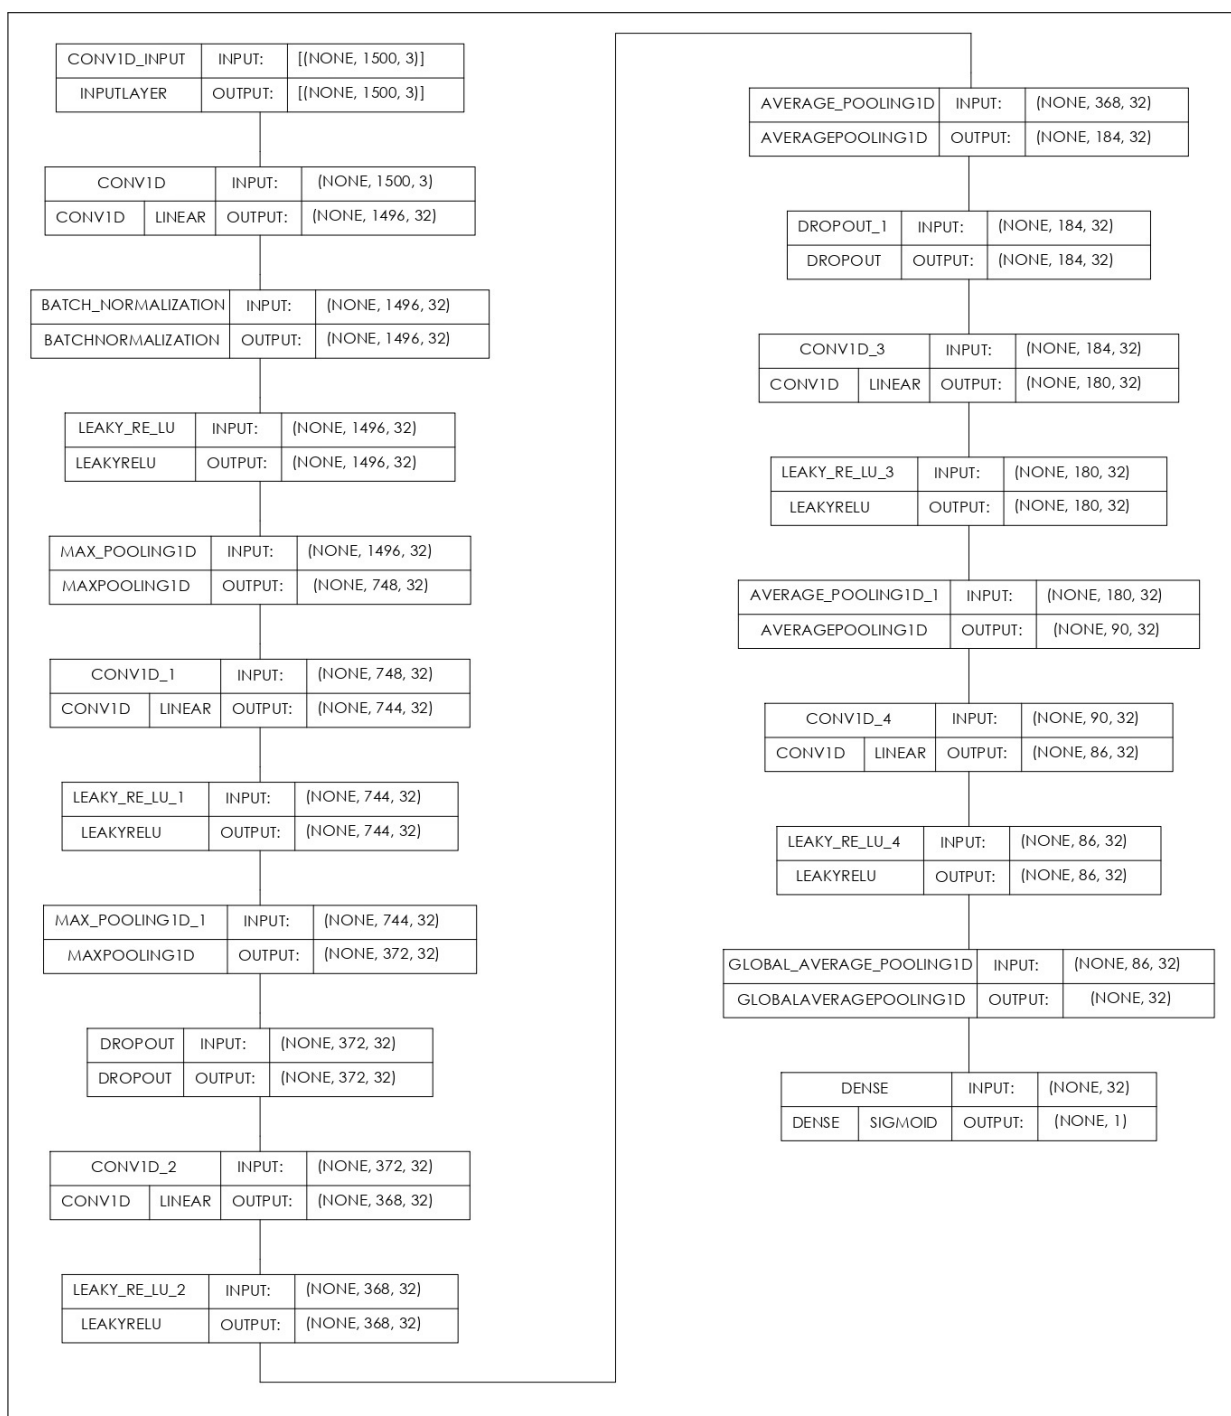 CONV1D_INPUT INPUT: [(NONE, 1500, 3)]
INPUTLAYER OUTPUT: [(NONE, 1500, 3)]
CONV1D INPUT: (NONE, 1500, 3)
CONV1D LINEAR OUTPUT: (NONE, 1496, 32)
BATCH_NORMALIZATION INPUT: (NONE, 1496, 32)
BATCHNORMALIZATION OUTPUT: (NONE, 1496, 32)
LEAKY_RE_LU INPUT: (NONE, 1496, 32)
LEAKYRELU OUTPUT: (NONE, 1496, 32)
MAX_POOLING1D INPUT: (NONE, 1496, 32)
MAXPOOLING1D OUTPUT: (NONE, 748, 32)
CONV1D_1 INPUT: (NONE, 748, 32)
CONV1D LINEAR OUTPUT: (NONE, 744, 32)
LEAKY_RE_LU_1 INPUT: (NONE, 744, 32)
LEAKYRELU OUTPUT: (NONE, 744, 32)
MAX_POOLING1D_1 INPUT: (NONE, 744, 32)
MAXPOOLING1D OUTPUT: (NONE, 372, 32)
DROPOUT INPUT: (NONE, 372, 32)
DROPOUT OUTPUT: (NONE, 372, 32)
CONV1D_2 INPUT: (NONE, 372, 32)
CONV1D LINEAR OUTPUT: (NONE, 368, 32)
LEAKY_RE_LU_2 INPUT: (NONE, 368, 32)
LEAKYRELU OUTPUT: (NONE, 368, 32)
AVERAGE_POOLING1D INPUT: (NONE, 368, 32)
AVERAGEPOOLING1D OUTPUT: (NONE, 184, 32)
DROPOUT_1 INPUT: (NONE, 184, 32)
DROPOUT OUTPUT: (NONE, 184, 32)
CONV1D_3 INPUT: (NONE, 184, 32)
CONV1D LINEAR OUTPUT: (NONE, 180, 32)
LEAKY_RE_LU_3 INPUT: (NONE, 180, 32)
LEAKYRELU OUTPUT: (NONE, 180, 32)
AVERAGE_POOLING1D_1 INPUT: (NONE, 180, 32)
AVERAGEPOOLING1D OUTPUT: (NONE, 90, 32)
CONV1D_4 INPUT: (NONE, 90, 32)
CONV1D LINEAR OUTPUT: (NONE, 86, 32)
LEAKY_RE_LU_4 INPUT: (NONE, 86, 32)
LEAKYRELU OUTPUT: (NONE, 86, 32)
GLOBAL_AVERAGE_POOLING1D INPUT: (NONE, 86, 32)
GLOBALAVERAGEPOOLING1D OUTPUT: (NONE, 32)
DENSE INPUT: (NONE, 32)
DENSE SIGMOID OUTPUT: (NONE, 1)